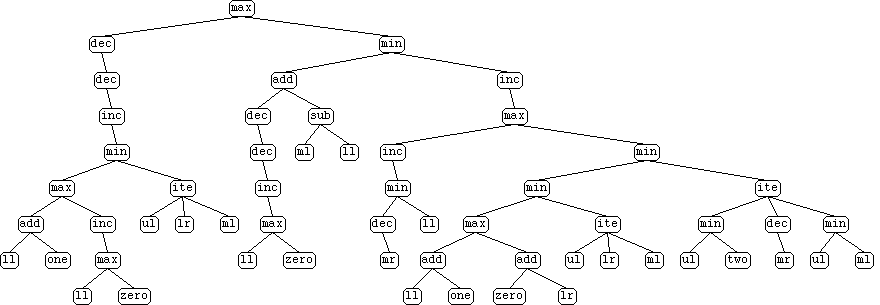 max
dec min
dec add inc
inc dec sub max
min dec ml ll inc min
max ite inc min min ite
add inc ul lr ml max dec ll max ite min dec min
ll one max ll zero mr add add ul lr ml ul two mr ul ml
ll zero ll one zero lr